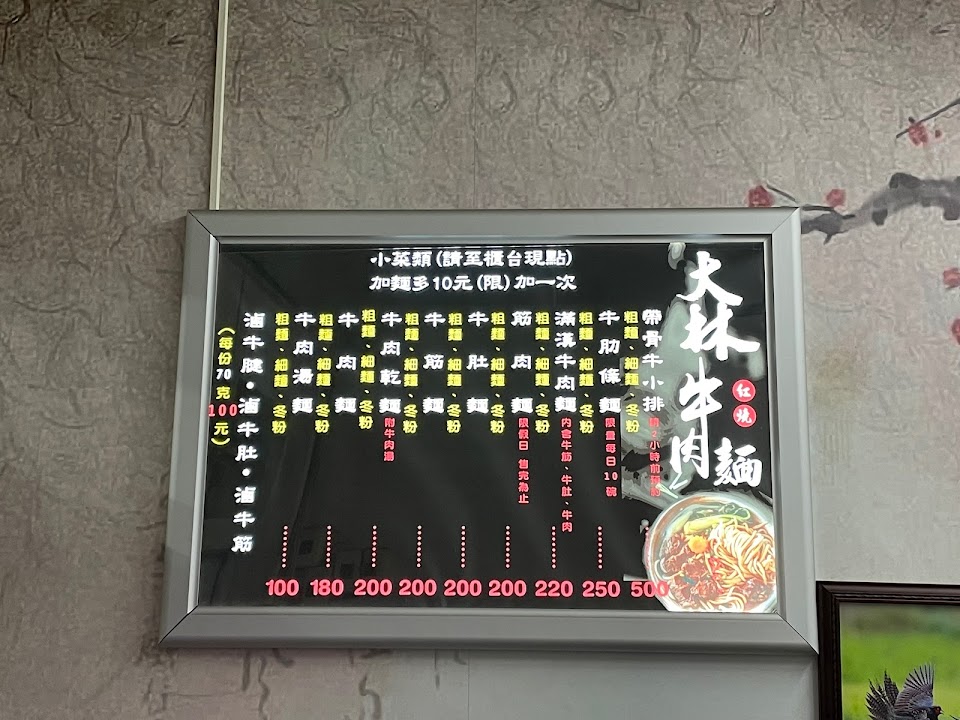 大林牛肉麵
紅燒
小菜類(請至櫃台現點)
加麵多10元(限)加一次
帶骨牛小排 小時前 500
粗麵、細麵、冬粉
牛肋條麵 限量每日10碗 250
粗麵、細麵、冬粉
滿漢牛肉麵 內含牛筋、牛肚、牛肉 220
粗麵、細麵、冬粉
筋肉麵 限假日 售完為止 200
粗麵、細麵、冬粉
牛肚麵 200
粗麵、細麵、冬粉
牛筋麵 200
粗麵、細麵、冬粉
牛肉乾麵 附牛肉湯 200
粗麵、細麵、冬粉
牛肉麵 180
粗麵、細麵、冬粉
牛肉湯麵 100
粗麵、細麵、冬粉
滷牛腱•滷牛肚•滷牛筋
(每份70克100元)